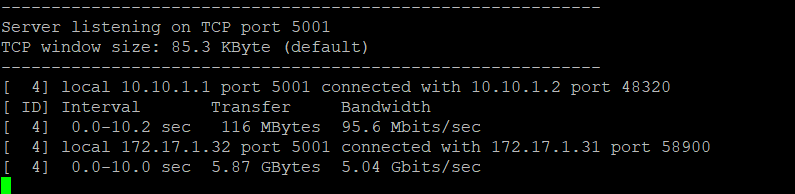 ------------------------------------------------------------
Server listening on TCP port 5001
TCP window size: 85.3 KByte (default)
------------------------------------------------------------
[  4] local 10.10.1.1 port 5001 connected with 10.10.1.2 port 48320
[ ID] Interval       Transfer     Bandwidth
[  4]  0.0-10.2 sec   116 MBytes  95.6 Mbits/sec
[  4] local 172.17.1.32 port 5001 connected with 172.17.1.31 port 58900
[  4]  0.0-10.0 sec  5.87 GBytes  5.04 Gbits/sec